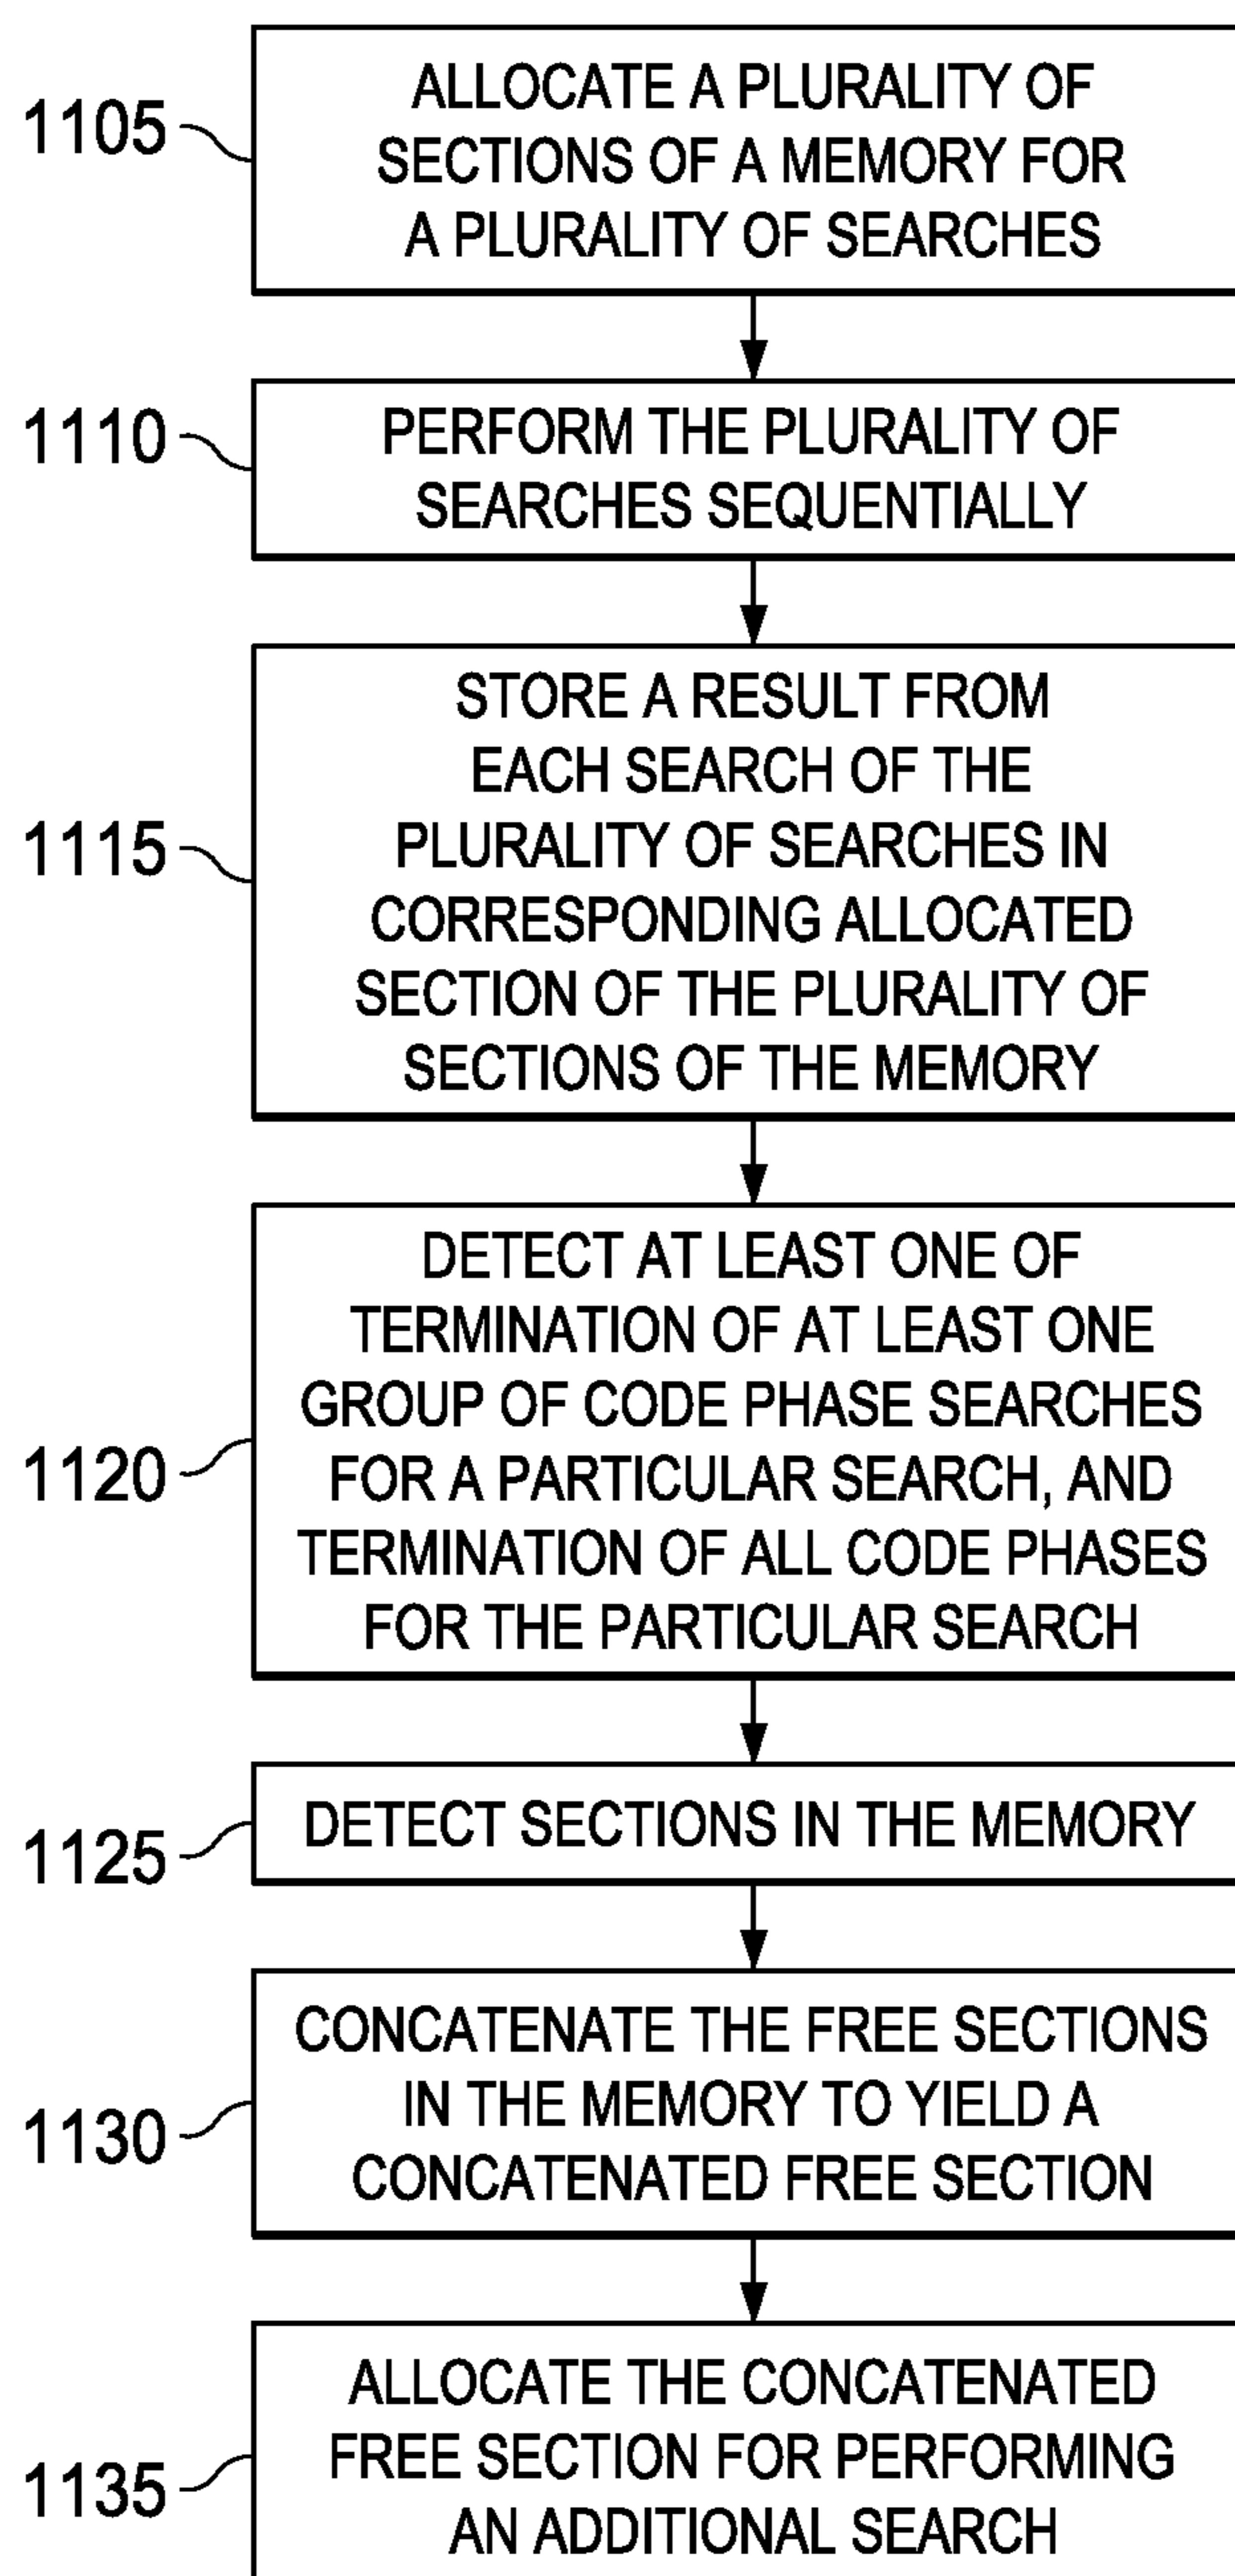 1105
ALLOCATE A PLURALITY OF
SECTIONS OF A MEMORY FOR
A PLURALITY OF SEARCHES
1110
PERFORM THE PLURALITY OF
SEARCHES SEQUENTIALLY
1115
STORE A RESULT FROM
EACH SEARCH OF THE
PLURALITY OF SEARCHES IN
CORRESPONDING ALLOCATED
SECTION OF THE PLURALITY OF
SECTIONS OF THE MEMORY
1120
DETECT AT LEAST ONE OF
TERMINATION OF AT LEAST ONE
GROUP OF CODE PHASE SEARCHES
FOR A PARTICULAR SEARCH, AND
TERMINATION OF ALL CODE PHASES
FOR THE PARTICULAR SEARCH
1125
DETECT SECTIONS IN THE MEMORY
1130
CONCATENATE THE FREE SECTIONS
IN THE MEMORY TO YIELD A
CONCATENATED FREE SECTION
1135
ALLOCATE THE CONCATENATED
FREE SECTION FOR PERFORMING
AN ADDITIONAL SEARCH